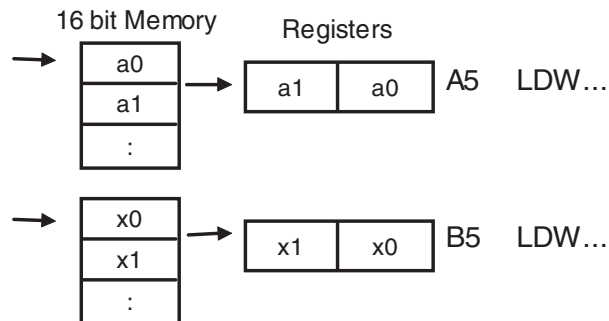 16 bit Memory Registers
a0
a1 a1 a0 A5 LDW...
:
x0
x1 x1 x0 B5 LDW...
: